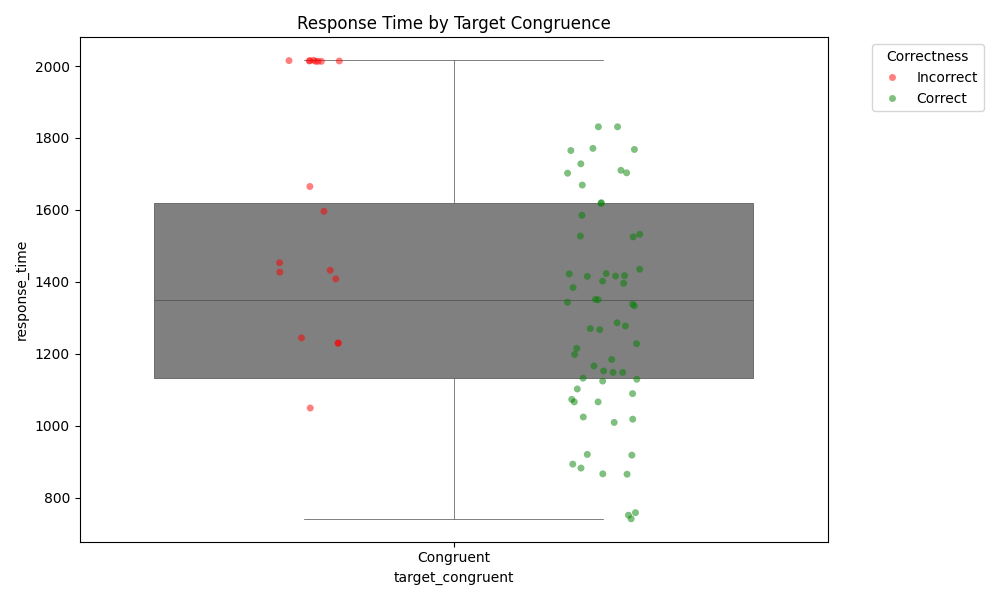 Response Time by Target Congruence
Correctness
Incorrect
Correct
2000
1800
1600
1400
1200
1000
800
response_time
Congruent
target_congruent